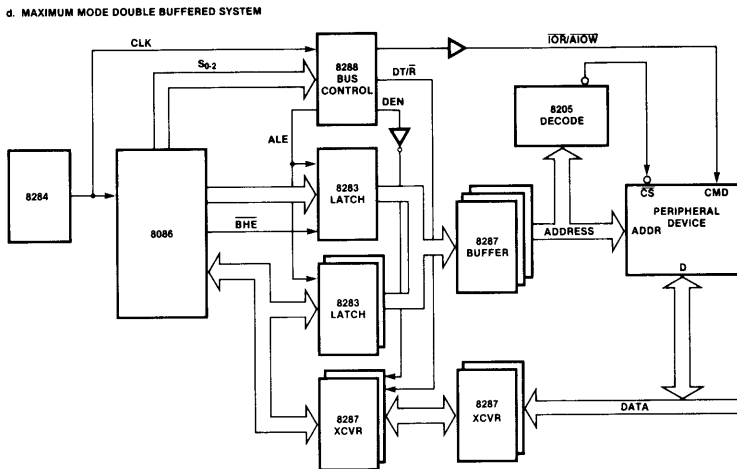 d. MAXIMUM MODE DOUBLE BUFFERED SYSTEM
CLK
S0-2
8288
BUS
CONTROL
IOR/AIOW
DT/R
DEN
ALE
8205
DECODE
8284
8086
8283
LATCH
BHE
8283
LATCH
8287
BUFFER
ADDRESS
CS
CMD
PERIPHERAL
DEVICE
ADDR
D
8287
XCVR
8287
XCVR
DATA